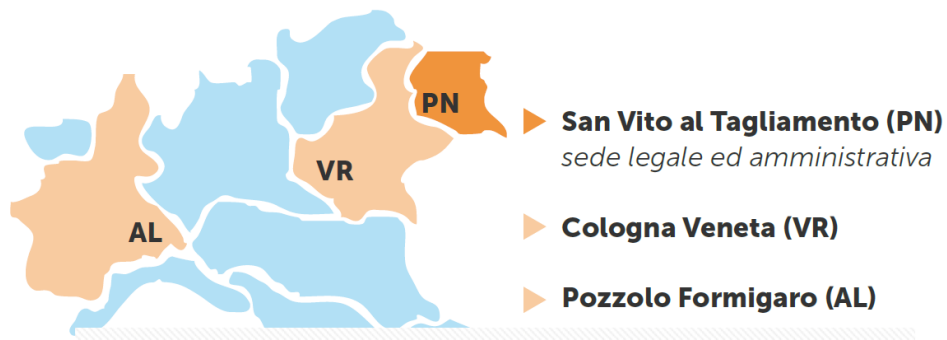 PN
VR
AL
San Vito al Tagliamento (PN)
sede legale ed amministrativa
Cologna Veneta (VR)
Pozzolo Formigaro (AL)